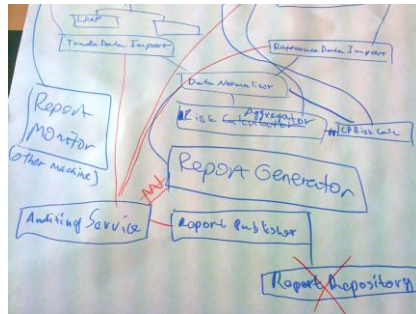 LDAP
Trade Data Import
Reference Data Import
Data Normaliser
Report
Monitor
(other machine)
Risk Calculator
Aggregator
CP Risk Calc
Report Generator
Auditing Service
Report Publisher
Report Repository